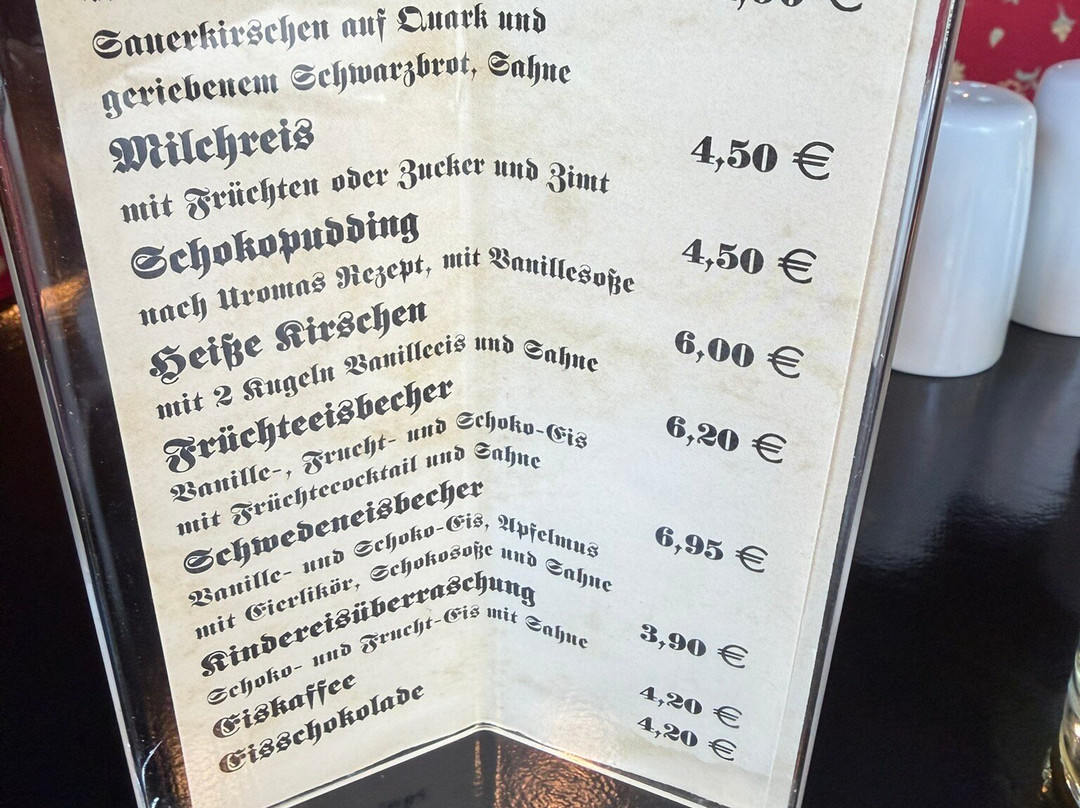 Sauerkirschen auf Quark und
geriebenem Schwarzbrot, Sahne
Milchreis 4,50 €
mit Früchten oder Zucker und Zimt
Schokopudding 4,50 €
nach Uromas Rezept, mit Vanillesoße
Heiße Kirschen 6,00 €
mit 2 Kugeln Vanilleeis und Sahne
Früchteeisbecher 6,20 €
Vanille-, Frucht- und Schoko-Eis
mit Früchtecocktail und Sahne
Schwedeneisbecher 6,95 €
Vanille- und Schoko-Eis, Apfelmus
mit Eierlikör, Schokosoße und Sahne
Kindereisüberraschung 3,90 €
Schoko- und Frucht-Eis mit Sahne
Eiskaffee 4,20 €
Eisschokolade 4,20 €